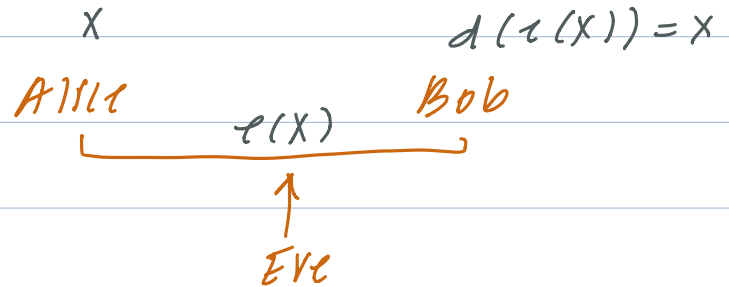 x d(e(x)) = x
Alice Bob
e(x)
Eve